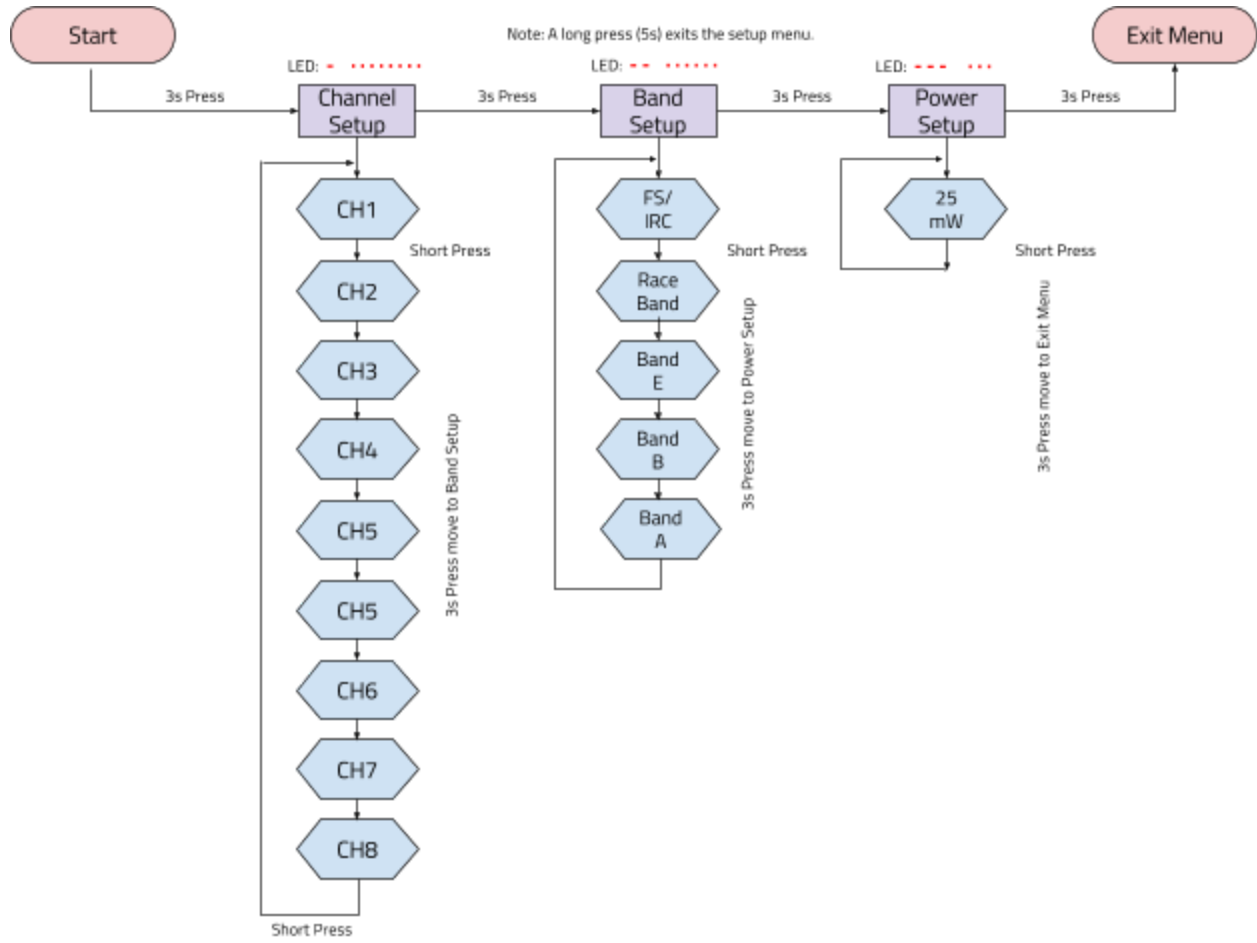 Start
Note: A long press (5s) exits the setup menu.
Exit Menu
LED:
LED:
LED:
3s Press
Channel
Setup
3s Press
Band
Setup
3s Press
Power
Setup
3s Press
CH1
Short Press
CH2
CH3
CH4
CH5
CH5
CH6
CH7
CH8
Short Press
3s Press move to Band Setup
FS/
IRC
Short Press
Race
Band
Band
E
Band
B
Band
A
3s Press move to Power Setup
25
mW
Short Press
3s Press move to Exit Menu